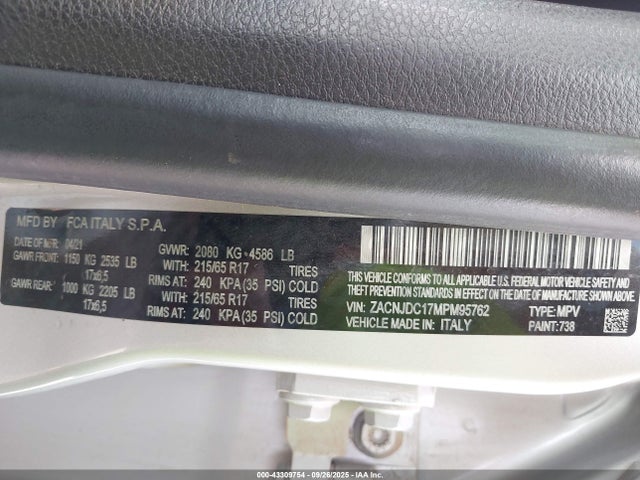 MFD BY FCA ITALY S.P.A.
DATE OF MFR: 04/21 GVWR: 2080 KG 4586 LB
GAWR FRONT: 1150 KG 2535 LB WITH 215/65 R17 TIRES
17x6,5 RIMS AT: 240 KPA (35 PSI) COLD
GAWR REAR: 1000 KG 2205 LB WITH 215/65 R17 TIRES
17x6,5 RIMS AT: 240 KPA (35 PSI) COLD
THIS VEHICLE CONFORMS TO ALL APPLICABLE U.S. FEDERAL MOTOR VEHICLE SAFETY AND
THEFT PREVENTION STANDARDS IN EFFECT ON THE DATE OF MANUFACTURE SHOWN ABOVE.
VIN: ZACNJDC17MPM95762 TYPE: MPV
VEHICLE MADE IN: ITALY PAINT: 738
000-43309754 - 09/26/2025 - IAA Inc.